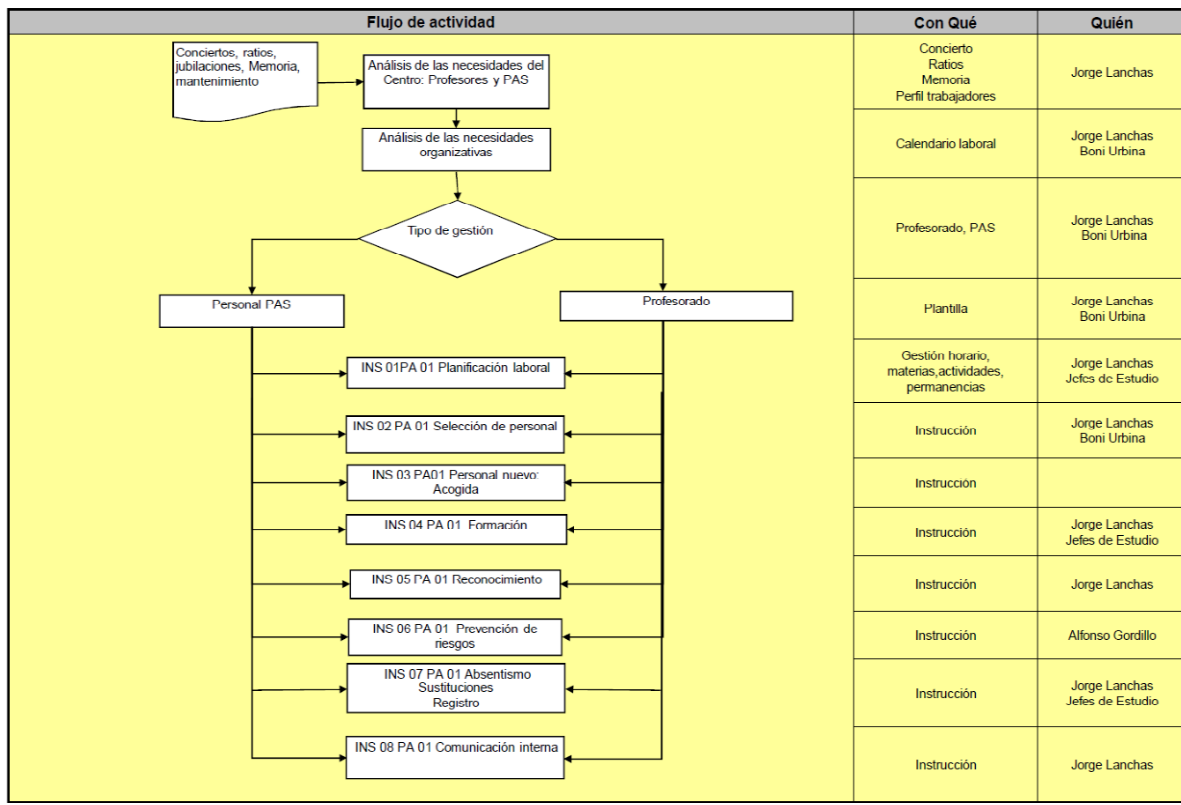 Flujo de actividad
Con Qué
Quién
Conciertos, ratios,
jubilaciones, Memoria,
mantenimiento
Análisis de las necesidades del
Centro: Profesores y PAS
Concierto
Ratios
Memoria
Perfil trabajadores
Jorge Lanchas
Análisis de las necesidades
organizativas
Calendario laboral
Jorge Lanchas
Boni Urbina
Tipo de gestión
Profesorado, PAS
Jorge Lanchas
Boni Urbina
Personal PAS
Profesorado
Plantilla
Jorge Lanchas
Boni Urbina
INS 01PA 01 Planificación laboral
Gestión horario,
materias,actividades,
permanencias
Jorge Lanchas
Jefes de Estudio
INS 02 PA 01 Selección de personal
Instrucción
Jorge Lanchas
Boni Urbina
INS 03 PA01 Personal nuevo:
Acogida
Instrucción
INS 04 PA 01 Formación
Instrucción
Jorge Lanchas
Jefes de Estudio
INS 05 PA 01 Reconocimiento
Instrucción
Jorge Lanchas
INS 06 PA 01 Prevención de
riesgos
Instrucción
Alfonso Gordillo
INS 07 PA 01 Absentismo
Sustituciones
Registro
Instrucción
Jorge Lanchas
Jefes de Estudio
INS 08 PA 01 Comunicación interna
Instrucción
Jorge Lanchas